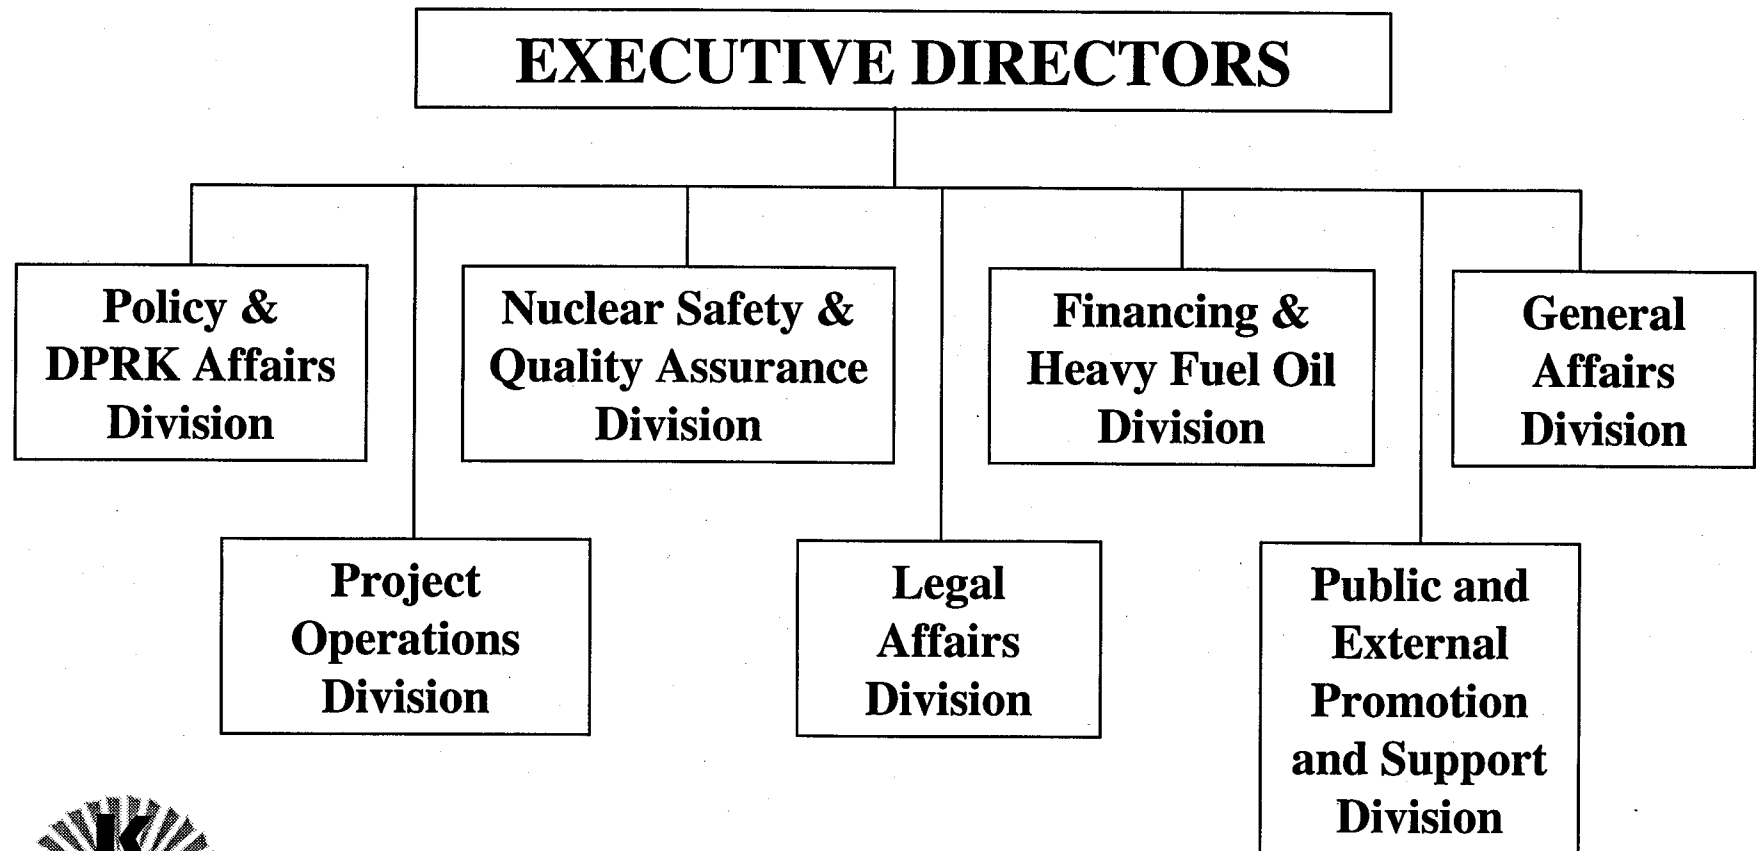 EXECUTIVE DIRECTORS
Policy &
DPRK Affairs
Division
Nuclear Safety &
Quality Assurance
Division
Financing &
Heavy Fuel Oil
Division
General
Affairs
Division
Project
Operations
Division
Legal
Affairs
Division
Public and
External
Promotion
and Support
Division
K